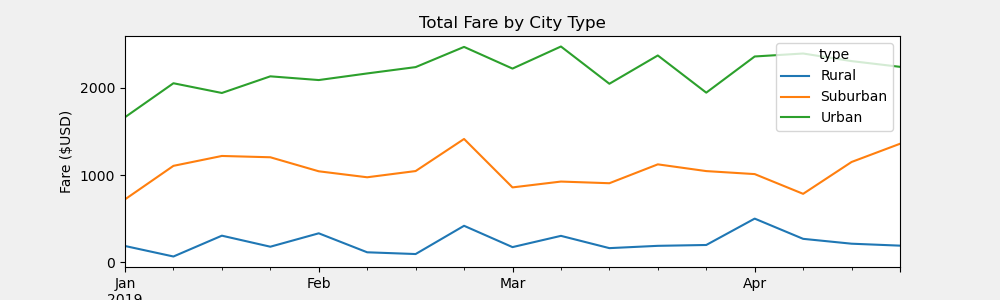 Total Fare by City Type
type
Rural
Suburban
Urban
Fare ($USD)
2000
1000
0
Jan Feb Mar Apr
2019